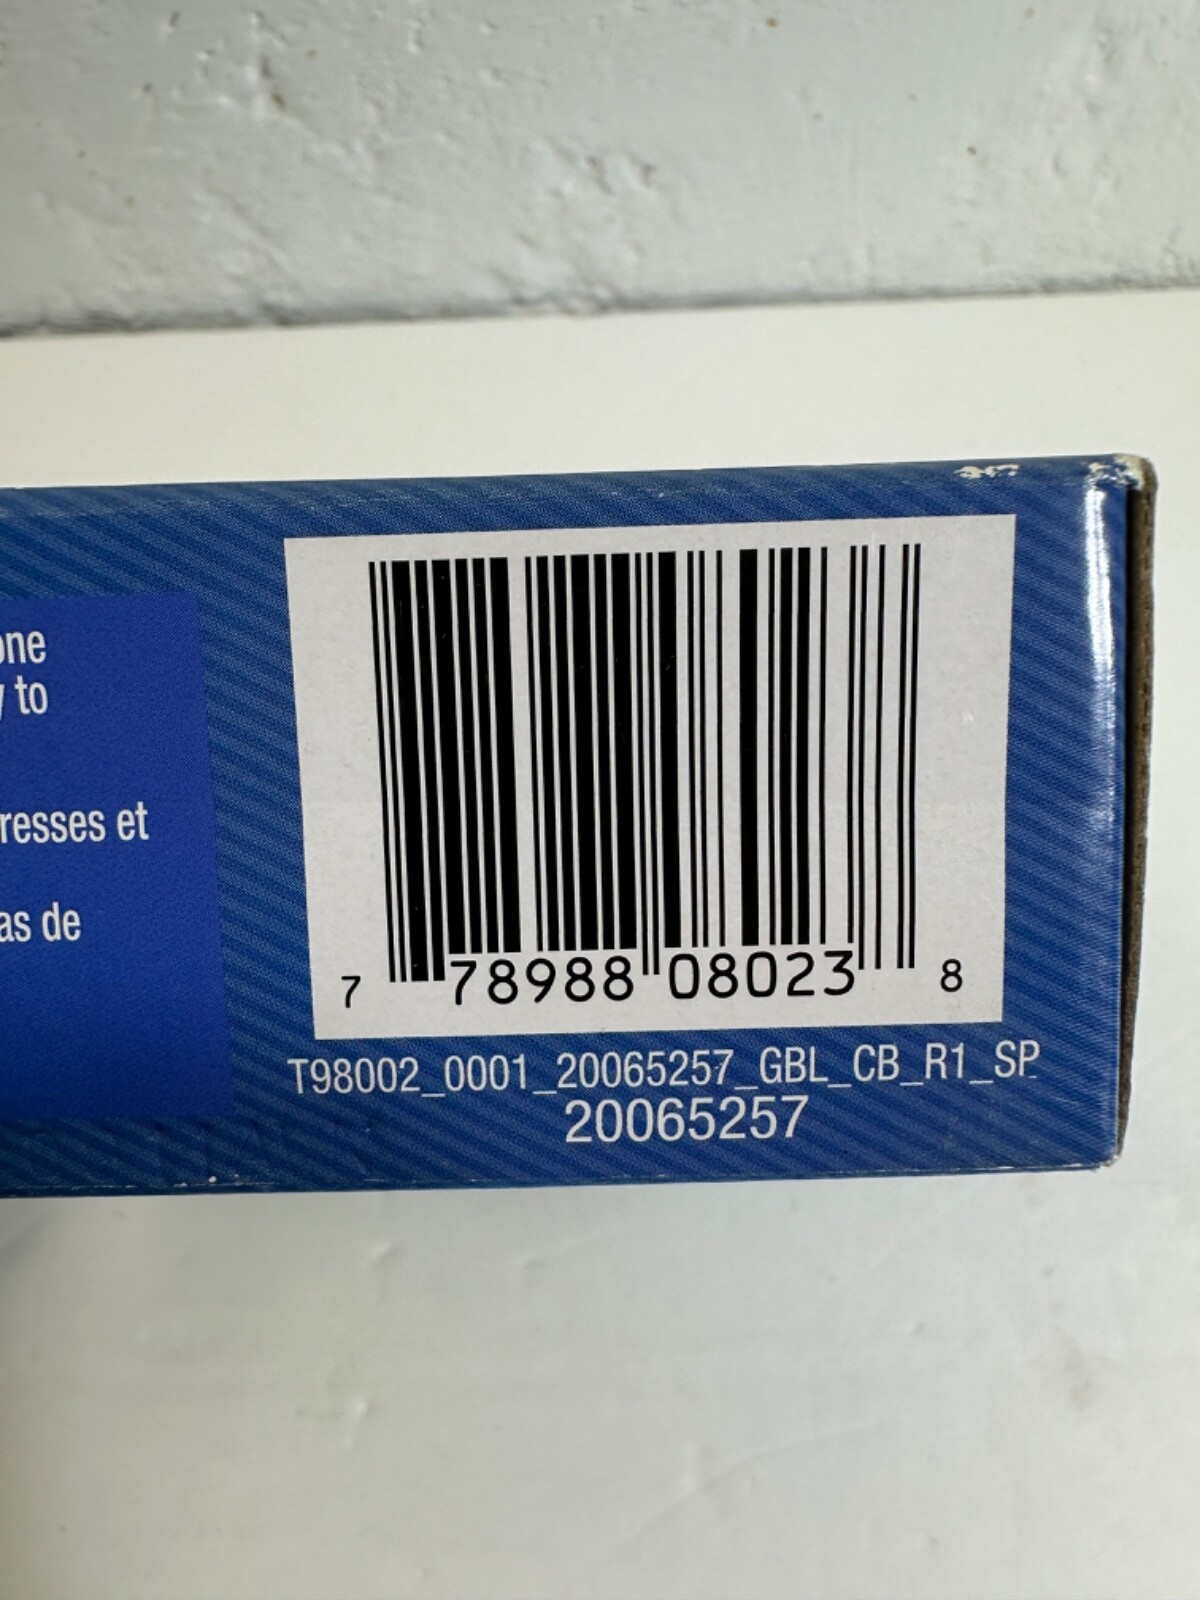 one
to
resses et
as de
7 78988 08023 8
T98002_0001_20065257_GBL_CB_R1_SP
20065257